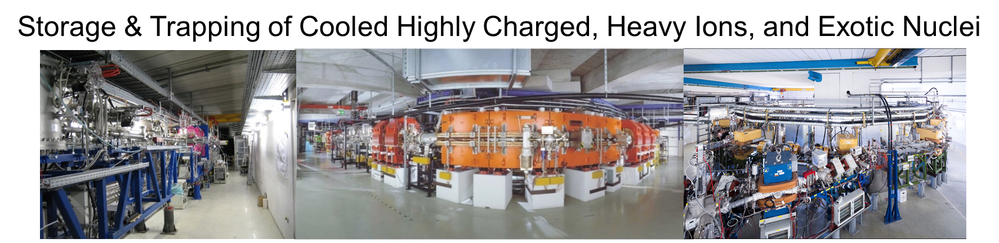 Storage & Trapping of Cooled Highly Charged, Heavy Ions, and Exotic Nuclei